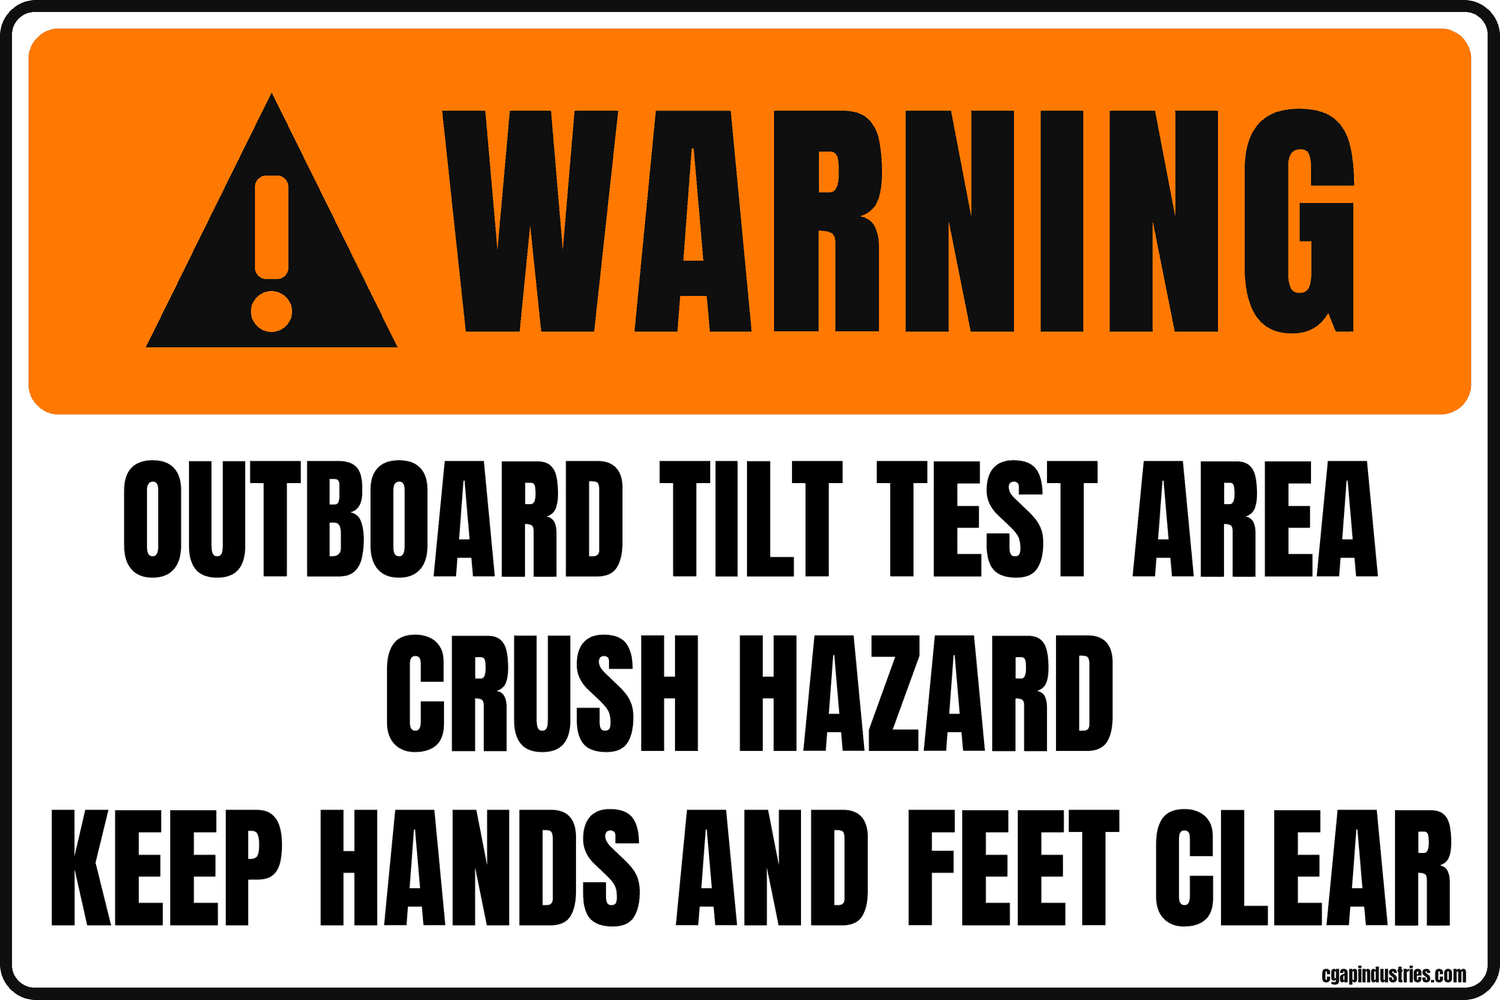 WARNING
OUTBOARD TILT TEST AREA
CRUSH HAZARD
KEEP HANDS AND FEET CLEAR
cgapindustries.com